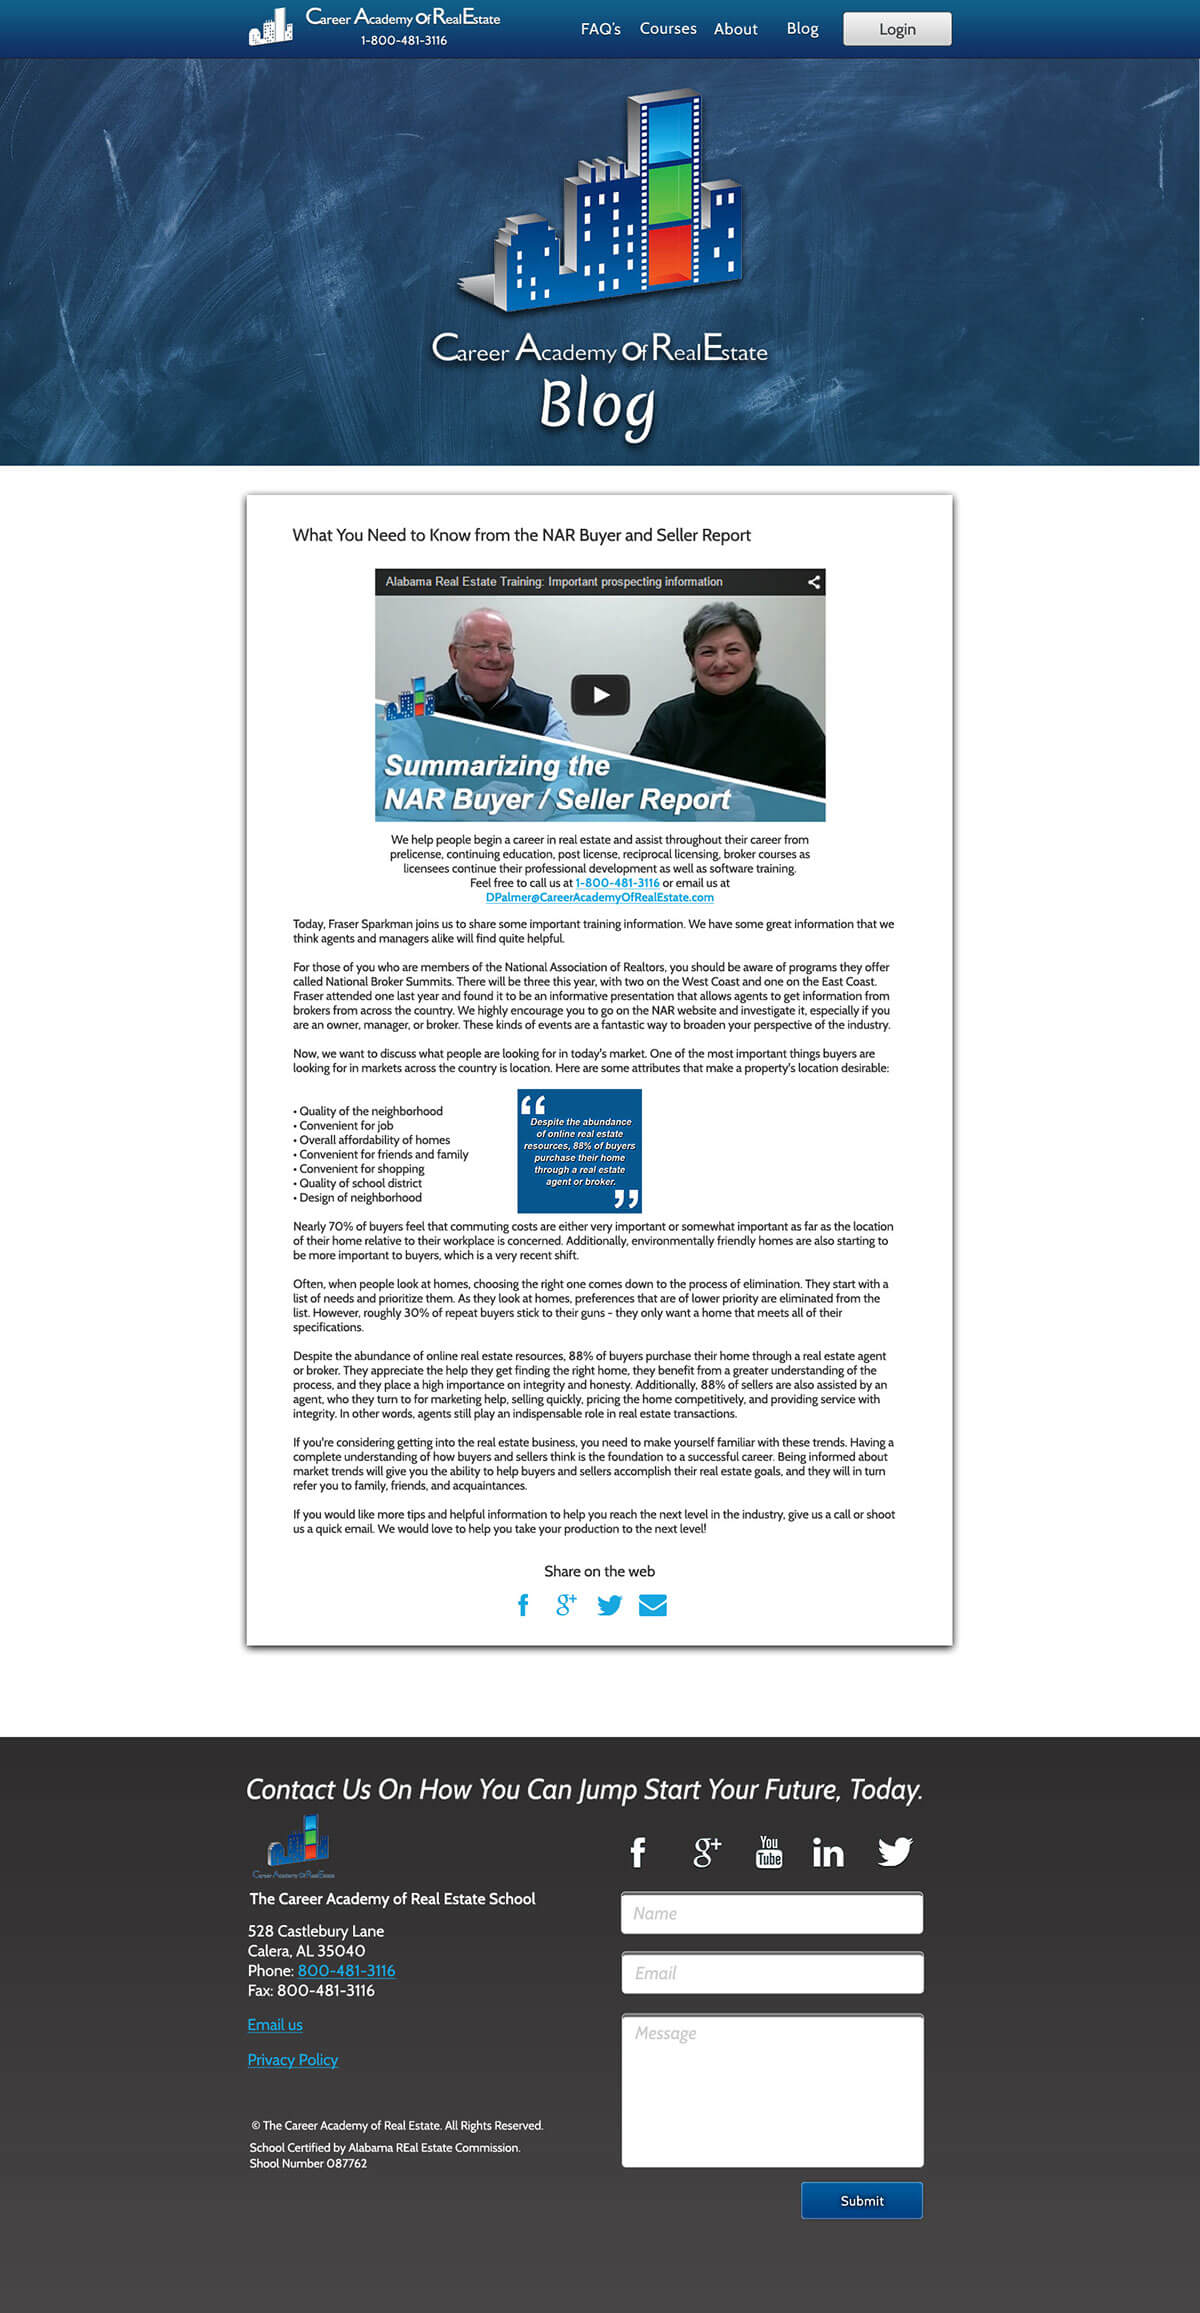 Career Academy Of RealEstate
1-800-481-3116
FAQ's Courses About Blog Login
Career Academy Of RealEstate
Blog
What You Need to Know from the NAR Buyer and Seller Report
Alabama Real Estate Training: Important prospecting information
Summarizing the
NAR Buyer / Seller Report
We help people begin a career in real estate and assist throughout their career from
prelicense, continuing education, post license, reciprocal licensing, broker courses as
licensees continue their professional development as well as software training.
Feel free to call us at 1-800-481-3116 or email us at
DPalmer@CareerAcademyOfRealEstate.com
Today, Fraser Sparkman joins us to share some important training information. We have some great information that we
think agents and managers alike will find quite helpful.
For those of you who are members of the National Association of Realtors, you should be aware of programs they offer
called National Broker Summits. There will be three this year, with two on the West Coast and one on the East Coast.
Fraser attended one last year and found it to be an informative presentation that allows agents to get information from
brokers from across the country. We highly encourage you to go on the NAR website and investigate it, especially if you
are an owner, manager, or broker. These kinds of events are a fantastic way to broaden your perspective of the industry.
Now, we want to discuss what people are looking for in today's market. One of the most important things buyers are
looking for in markets across the country is location. Here are some attributes that make a property's location desirable:
• Quality of the neighborhood
• Convenient for job
• Overall affordability of homes
• Convenient for friends and family
• Convenient for shopping
• Quality of school district
• Design of neighborhood
“
Despite the abundance
of online real estate
resources, 88% of buyers
purchase their home
through a real estate
agent or broker.
”
Nearly 70% of buyers feel that commuting costs are either very important or somewhat important as far as the location
of their home relative to their workplace is concerned. Additionally, environmentally friendly homes are also starting to
be more important to buyers, which is a very recent shift.
Often, when people look at homes, choosing the right one comes down to the process of elimination. They start with a
list of needs and prioritize them. As they look at homes, preferences that are of lower priority are eliminated from the
list. However, roughly 30% of repeat buyers stick to their guns - they only want a home that meets all of their
specifications.
Despite the abundance of online real estate resources, 88% of buyers purchase their home through a real estate agent
or broker. They appreciate the help they get finding the right home, they benefit from a greater understanding of the
process, and they place a high importance on integrity and honesty. Additionally, 88% of sellers are also assisted by an
agent, who they turn to for marketing help, selling quickly, pricing the home competitively, and providing service with
integrity. In other words, agents still play an indispensable role in real estate transactions.
If you're considering getting into the real estate business, you need to make yourself familiar with these trends. Having a
complete understanding of how buyers and sellers think is the foundation to a successful career. Being informed about
market trends will give you the ability to help buyers and sellers accomplish their real estate goals, and they will in turn
refer you to family, friends, and acquaintances.
If you would like more tips and helpful information to help you reach the next level in the industry, give us a call or shoot
us a quick email. We would love to help you take your production to the next level!
Share on the web
f g+
Contact Us On How You Can Jump Start Your Future, Today.
Career Academy Of RealEstate
The Career Academy of Real Estate School
528 Castlebury Lane
Calera, AL 35040
Phone: 800-481-3116
Fax: 800-481-3116
Email us
Privacy Policy
© The Career Academy of Real Estate. All Rights Reserved.
School Certified by Alabama REal Estate Commission.
Shool Number 087762
f g+ You Tube in
Name
Email
Message
Submit